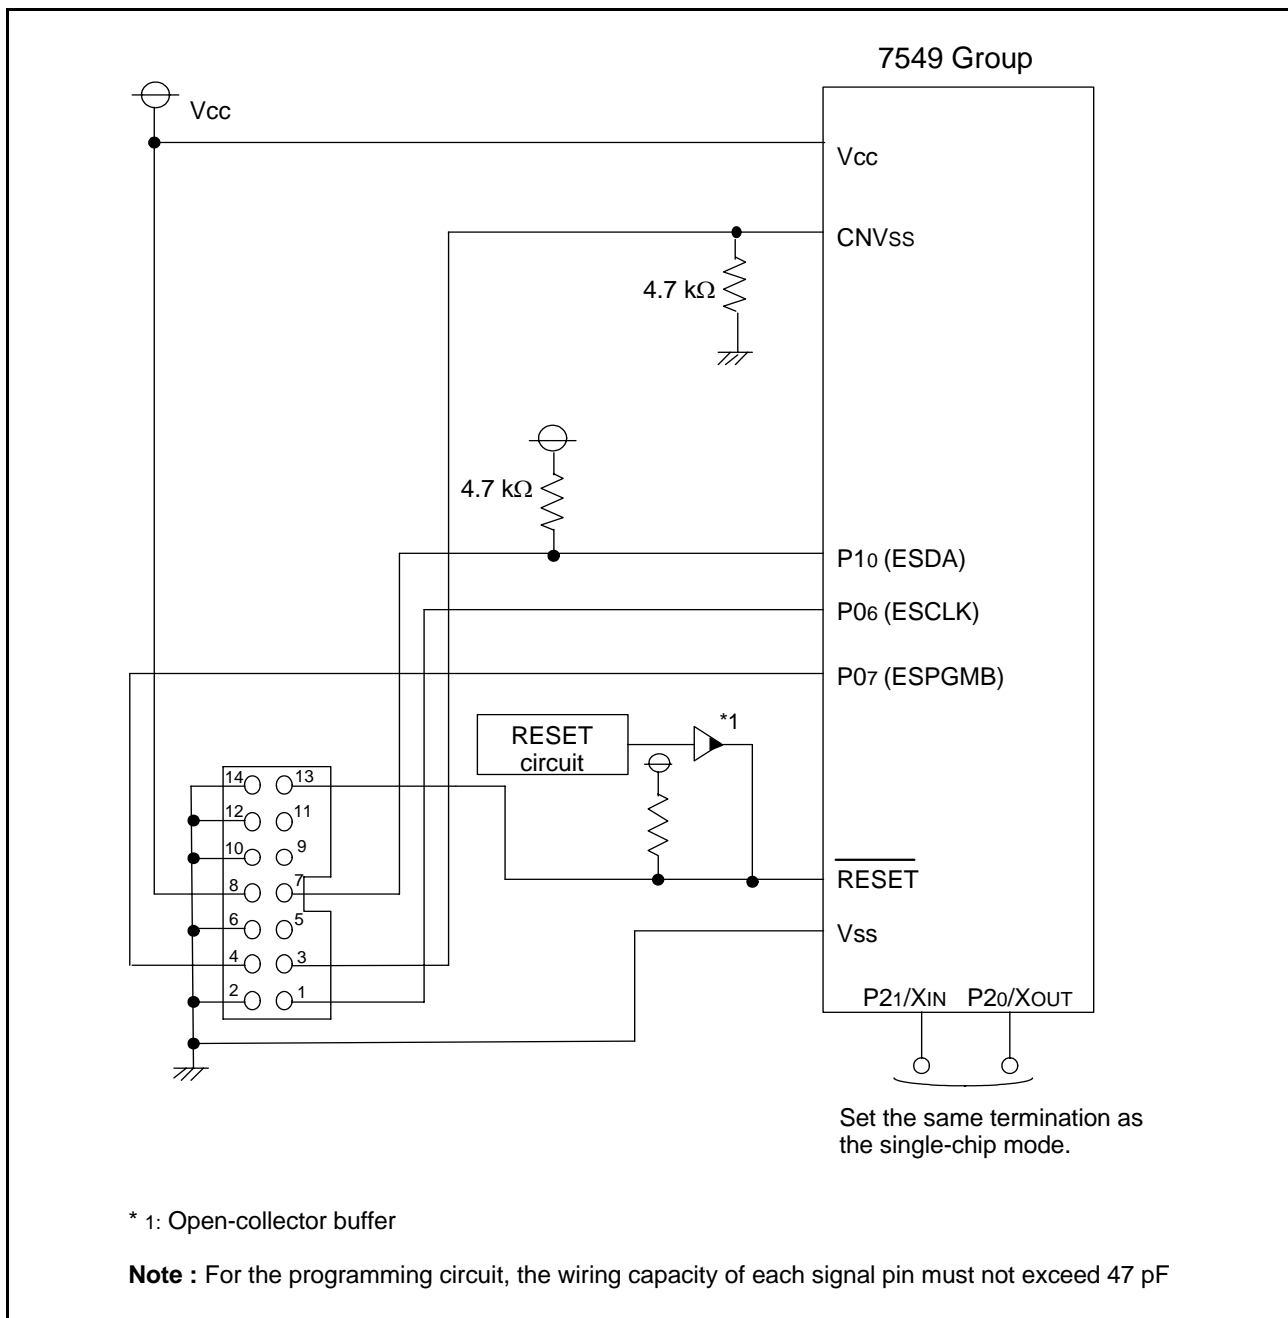 7549 Group
Vcc
Vcc
CNVss
4.7 kΩ
4.7 kΩ
P10 (ESDA)
P06 (ESCLK)
P07 (ESPGMB)
*1
RESET
circuit
14 13
12 11
10 9
8 7
6 5
4 3
2 1
RESET
Vss
P21/XIN P20/XOUT
Set the same termination as
the single-chip mode.
* 1: Open-collector buffer
Note : For the programming circuit, the wiring capacity of each signal pin must not exceed 47 pF